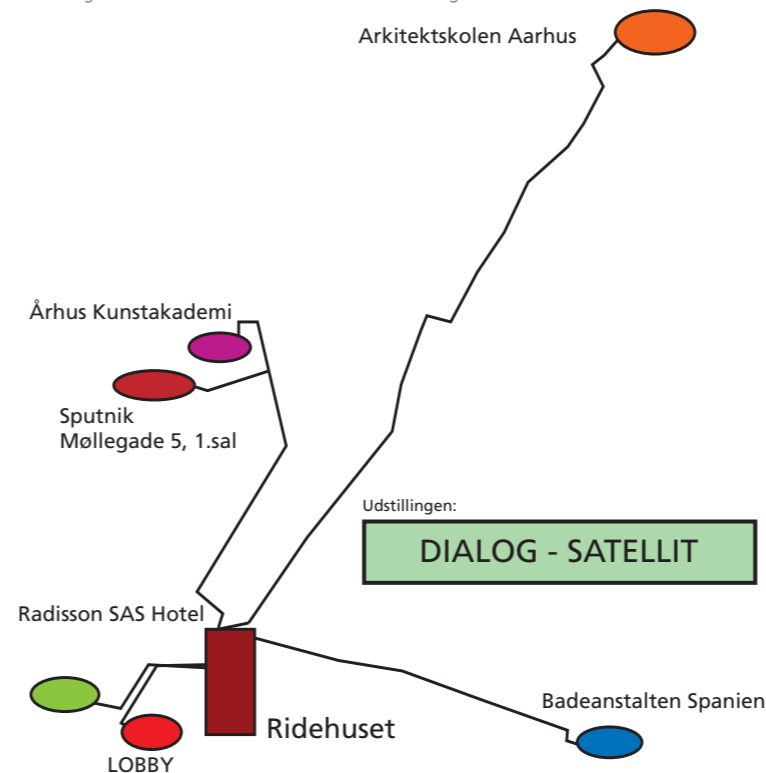 Arkitektskolen Aarhus
Århus Kunstakademi
Sputnik
Møllegade 5, 1.sal
Udstillingen:
DIALOG - SATELLIT
Radisson SAS Hotel
Badeanstalten Spanien
Ridehuset
LOBBY